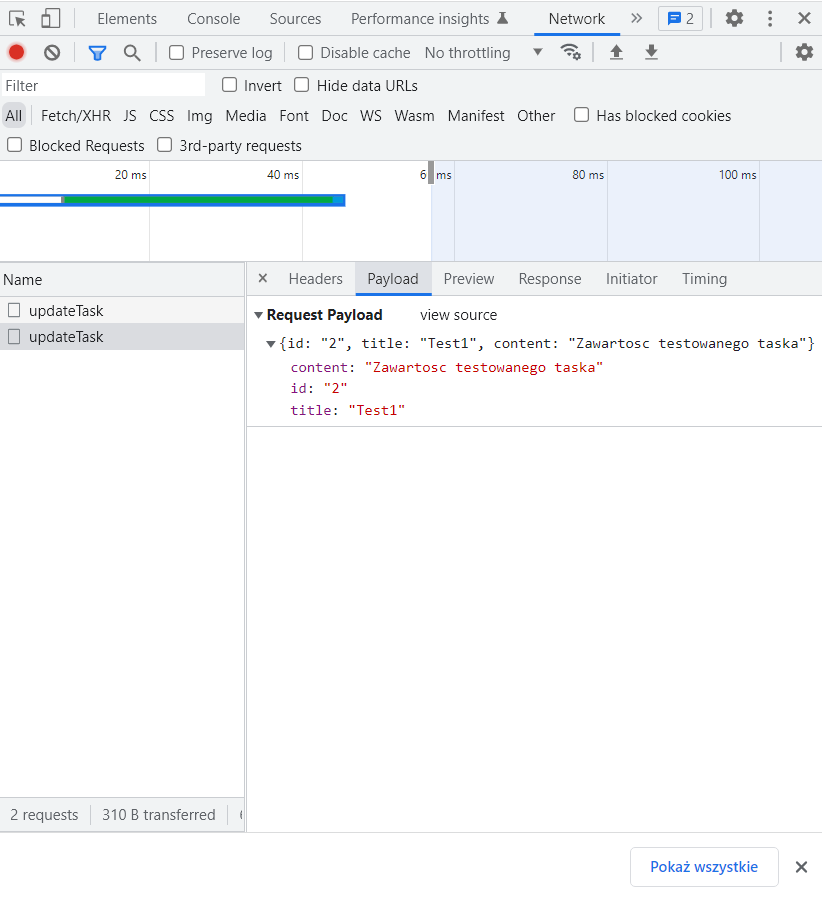 Elements Console Sources Performance insights Network 2
Preserve log Disable cache No throttling
Filter Invert Hide data URLs
All Fetch/XHR JS CSS Img Media Font Doc WS Wasm Manifest Other Has blocked cookies
Blocked Requests 3rd-party requests
20 ms 40 ms 6 ms 80 ms 100 ms
Name
updateTask
updateTask
Headers Payload Preview Response Initiator Timing
Request Payload view source
{id: "2", title: "Test1", content: "Zawartosc testowanego taska"}
content: "Zawartosc testowanego taska"
id: "2"
title: "Test1"
2 requests 310 B transferred
Pokaż wszystkie